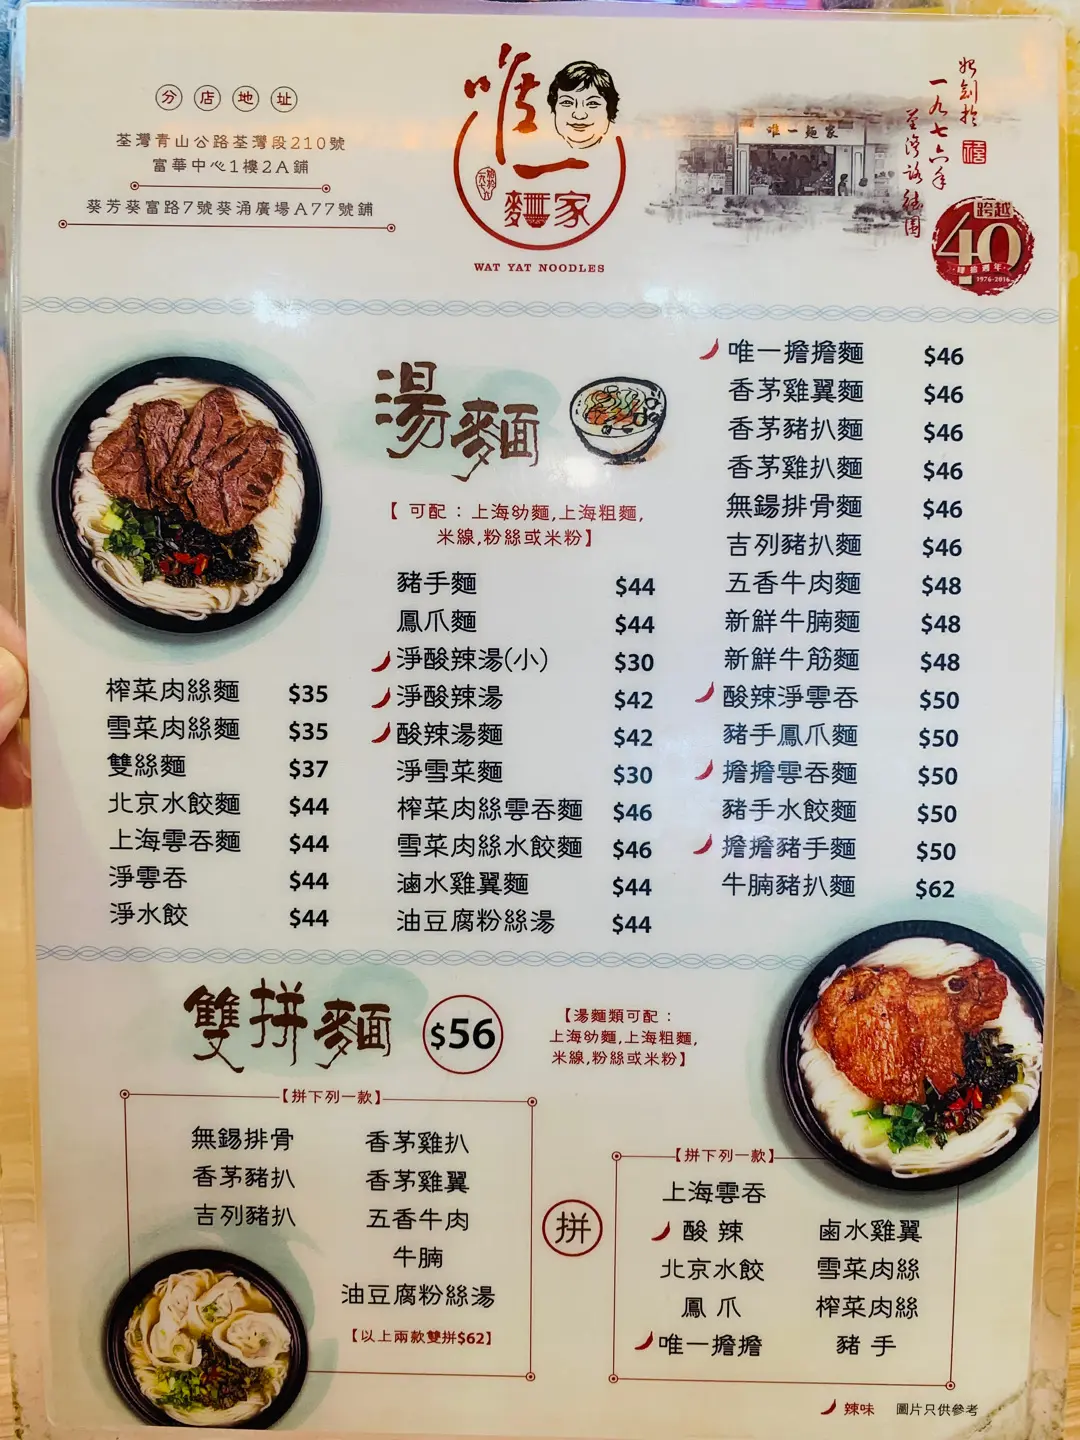 分店地址
荃灣青山公路荃灣段210號
富華中心1樓2A鋪
葵芳葵富路7號葵涌廣場A77號鋪
唯一
麵家
WAT YAT NOODLES
唯一麵家
始創於
一九七六年
荃灣路德圍
跨越
40
1976-2016
湯麵
【可配：上海幼麵,上海粗麵,
米線,粉絲或米粉】
榨菜肉絲麵 $35
雪菜肉絲麵 $35
雙絲麵 $37
北京水餃麵 $44
上海雲吞麵 $44
淨雲吞 $44
淨水餃 $44
豬手麵 $44
鳳爪麵 $44
淨酸辣湯(小) $30
淨酸辣湯 $42
酸辣湯麵 $42
淨雪菜麵 $30
榨菜肉絲雲吞麵 $46
雪菜肉絲水餃麵 $46
滷水雞翼麵 $44
油豆腐粉絲湯 $44
唯一擔擔麵 $46
香茅雞翼麵 $46
香茅豬扒麵 $46
香茅雞扒麵 $46
無錫排骨麵 $46
吉列豬扒麵 $46
五香牛肉麵 $48
新鮮牛腩麵 $48
新鮮牛筋麵 $48
酸辣淨雲吞 $50
豬手鳳爪麵 $50
擔擔雲吞麵 $50
豬手水餃麵 $50
擔擔豬手麵 $50
牛腩豬扒麵 $62
雙拼麵 $56
【湯麵類可配：
上海幼麵,上海粗麵,
米線,粉絲或米粉】
【拼下列一款】
無錫排骨
香茅豬扒
吉列豬扒
香茅雞扒
香茅雞翼
五香牛肉
牛腩
油豆腐粉絲湯
【以上兩款雙拼$62】
拼
【拼下列一款】
上海雲吞
酸辣
北京水餃
鳳爪
唯一擔擔
鹵水雞翼
雪菜肉絲
榨菜肉絲
豬手
辣味 圖片只供參考